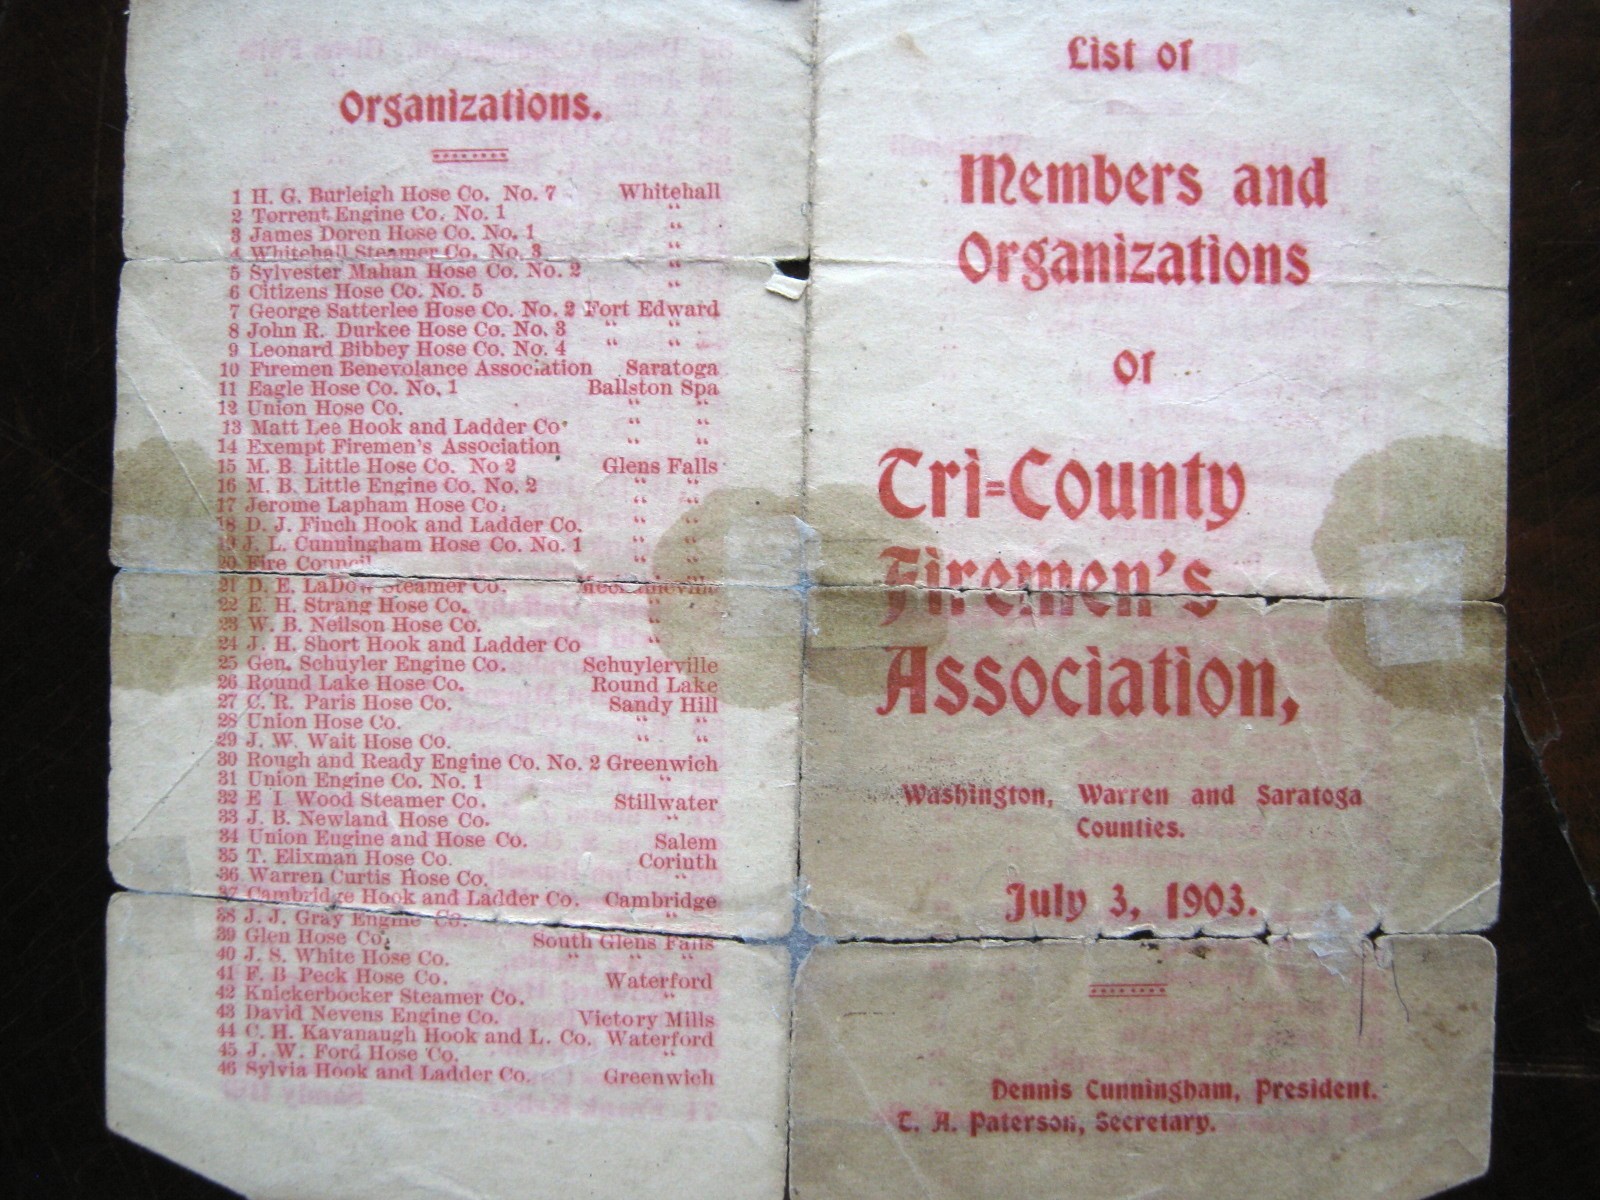 Organizations.
1 H. G. Burleigh Hose Co. No. 7 Whitehall
2 Torrent Engine Co. No. 1 “
3 James Doren Hose Co. No. 1 “
4 Whitehall Steamer Co. No. 3 “
5 Sylvester Mahan Hose Co. No. 2 “
6 Citizens Hose Co. No. 5 “
7 George Satterlee Hose Co. No. 2 Fort Edward
8 John R. Durkee Hose Co. No. 3 “ “
9 Leonard Bibbey Hose Co. No. 4 “ “
10 Firemen Benevolance Association Saratoga
11 Eagle Hose Co. No. 1 Ballston Spa
12 Union Hose Co. “ “
13 Matt Lee Hook and Ladder Co “ “
14 Exempt Firemen's Association “ “
15 M. B. Little Hose Co. No 2 Glens Falls
16 M. B. Little Engine Co. No. 2 “ “
17 Jerome Lapham Hose Co. “ “
18 D. J. Finch Hook and Ladder Co. “ “
19 J. L. Cunningham Hose Co. No. 1 “ “
20 Fire Council
21 D. E. LaDow Steamer Co. Mechanicville
22 E. H. Strang Hose Co. “
23 W. B. Neilson Hose Co. “
24 J. H. Short Hook and Ladder Co “
25 Gen. Schuyler Engine Co. Schuylerville
26 Round Lake Hose Co. Round Lake
27 C. R. Paris Hose Co. Sandy Hill
28 Union Hose Co. “ “
29 J. W. Wait Hose Co. “ “
30 Rough and Ready Engine Co. No. 2 Greenwich
31 Union Engine Co. No. 1 “
32 E I Wood Steamer Co. Stillwater
33 J. B. Newland Hose Co. “
34 Union Engine and Hose Co. Salem
35 T. Elixman Hose Co. Corinth
36 Warren Curtis Hose Co. “
37 Cambridge Hook and Ladder Co. Cambridge
38 J. J. Gray Engine Co. “
39 Glen Hose Co. South Glens Falls
40 J. S. White Hose Co. “ “ “
41 F. B Peck Hose Co. Waterford
42 Knickerbocker Steamer Co. “
43 David Nevens Engine Co. Victory Mills
44 C. H. Kavanaugh Hook and L. Co. Waterford
45 J. W. Ford Hose Co. “
46 Sylvia Hook and Ladder Co. Greenwich
List of
Members and
Organizations
of
Tri=County
Firemen's
Association,
Washington, Warren and Saratoga
Counties.
July 3, 1903.
Dennis Cunningham, President.
T. A. Paterson, Secretary.